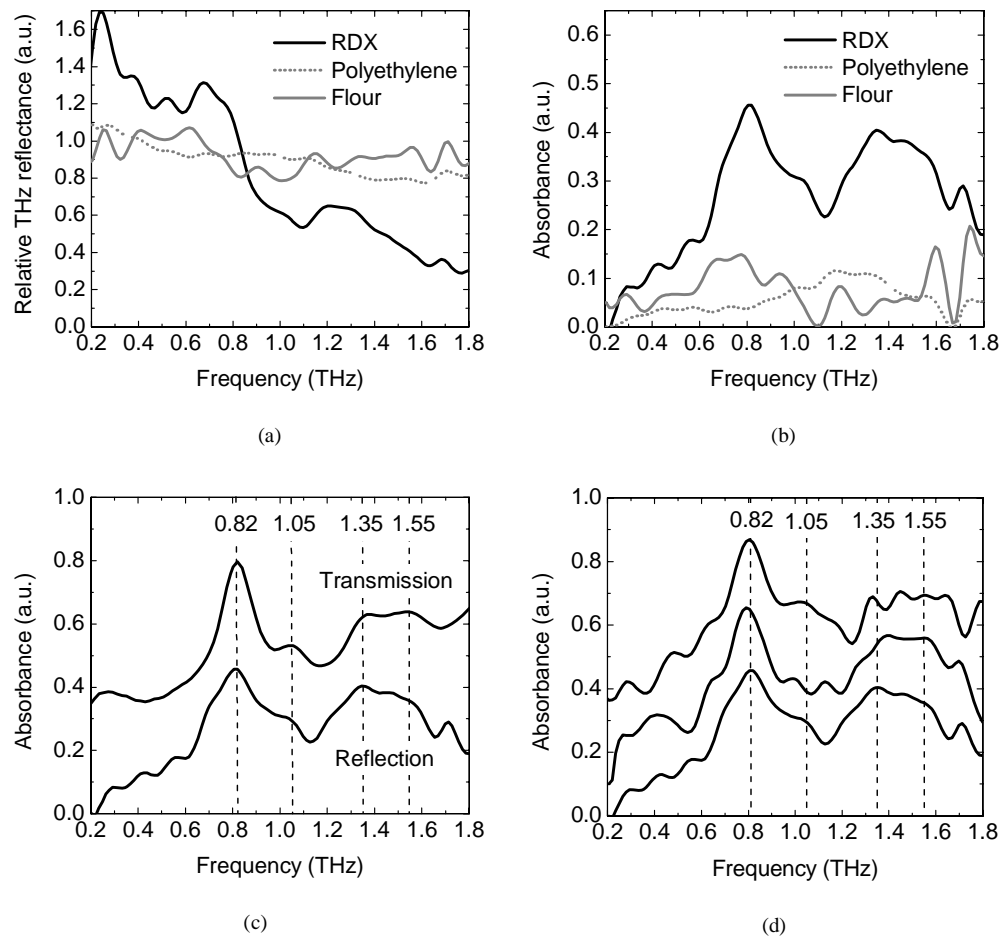 Relative THz reflectance (a.u.)
1.6
1.4
1.2
1.0
0.8
0.6
0.4
0.2
0.0
RDX
Polyethylene
Flour
0.2 0.4 0.6 0.8 1.0 1.2 1.4 1.6 1.8
Frequency (THz)
(a)
Absorbance (a.u.)
0.6
0.5
0.4
0.3
0.2
0.1
0.0
RDX
Polyethylene
Flour
0.2 0.4 0.6 0.8 1.0 1.2 1.4 1.6 1.8
Frequency (THz)
(b)
Absorbance (a.u.)
1.0
0.8
0.6
0.4
0.2
0.0
0.82 1.05 1.35 1.55
Transmission
Reflection
0.2 0.4 0.6 0.8 1.0 1.2 1.4 1.6 1.8
Frequency (THz)
(c)
Absorbance (a.u.)
1.0
0.8
0.6
0.4
0.2
0.0
0.82 1.05 1.35 1.55
0.2 0.4 0.6 0.8 1.0 1.2 1.4 1.6 1.8
Frequency (THz)
(d)